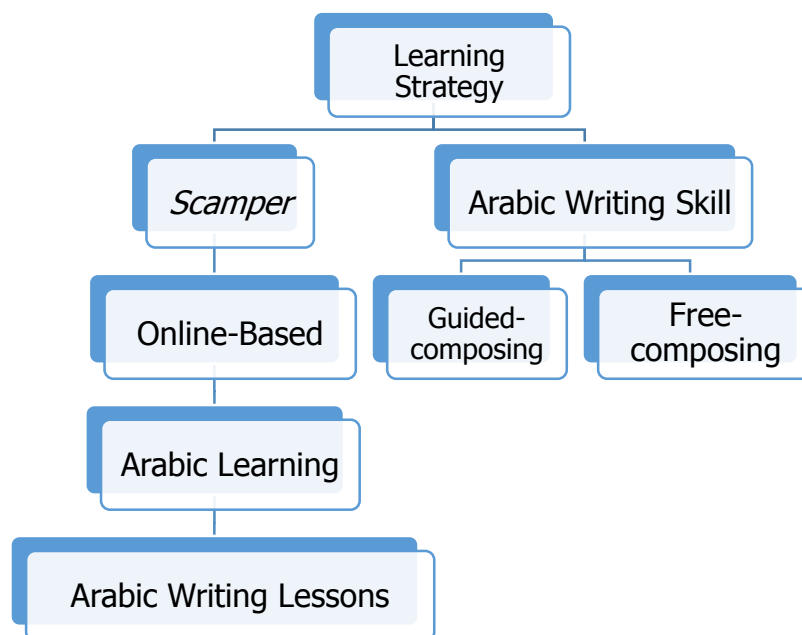 Learning
Strategy
Scamper
Arabic Writing Skill
Online-Based
Guided-
composing
Free-
composing
Arabic Learning
Arabic Writing Lessons